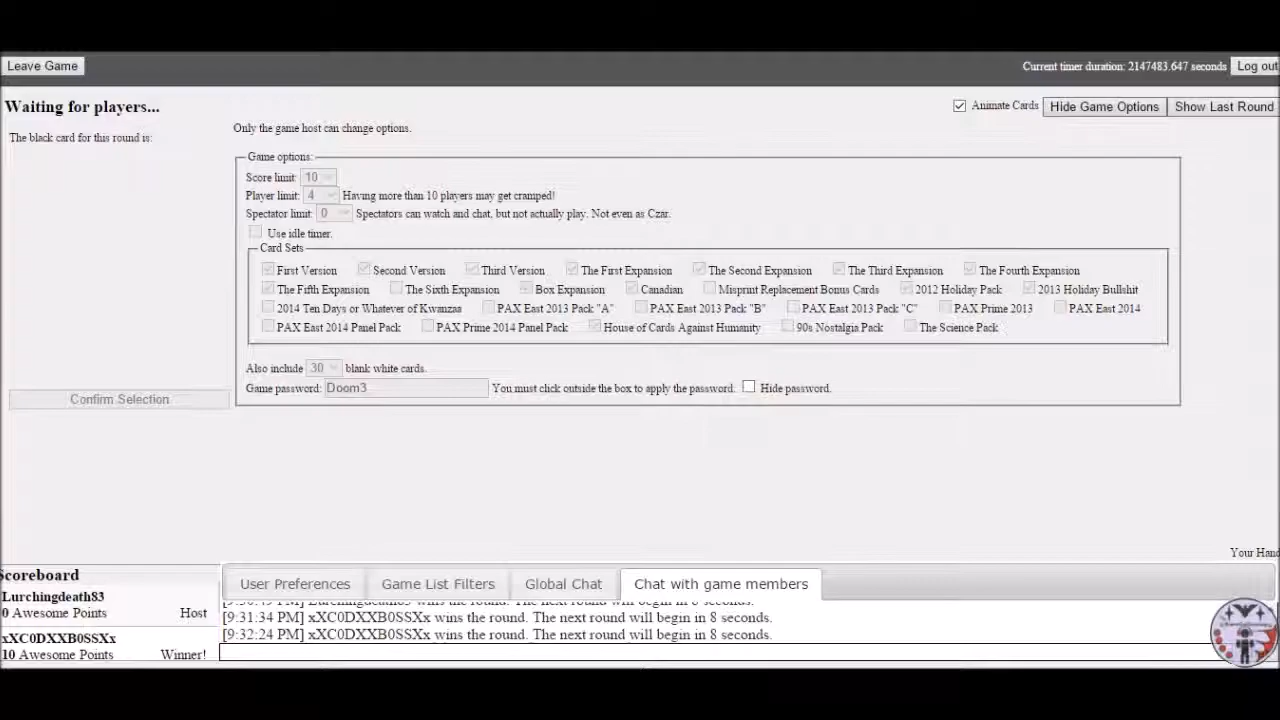 Leave Game
Current timer duration: 2147483.647 seconds
Log out
Waiting for players...
Animate Cards
Hide Game Options
Show Last Round
The black card for this round is:
Only the game host can change options.
Game options:
Score limit: 10
Player limit: 4 Having more than 10 players may get cramped!
Spectator limit: 0 Spectators can watch and chat, but not actually play. Not even as Czar.
Use idle timer.
Card Sets
First Version Second Version Third Version The First Expansion The Second Expansion The Third Expansion The Fourth Expansion
The Fifth Expansion The Sixth Expansion Box Expansion Canadian Misprint Replacement Bonus Cards 2012 Holiday Pack 2013 Holiday Bullshit
2014 Ten Days or Whatever of Kwanzaa PAX East 2013 Pack "A" PAX East 2013 Pack "B" PAX East 2013 Pack "C" PAX Prime 2013 PAX East 2014
PAX East 2014 Panel Pack PAX Prime 2014 Panel Pack House of Cards Against Humanity 90s Nostalgia Pack The Science Pack
Also include 30 blank white cards.
Game password: Doom3 You must click outside the box to apply the password. Hide password.
Confirm Selection
Your Hand
Scoreboard
Lurchingdeath83
0 Awesome Points Host
xXC0DXXB0SSXx
10 Awesome Points Winner!
User Preferences
Game List Filters
Global Chat
Chat with game members
wins the round. The next round will begin in 8 seconds.
[9:31:34 PM] xXC0DXXB0SSXx wins the round. The next round will begin in 8 seconds.
[9:32:24 PM] xXC0DXXB0SSXx wins the round. The next round will begin in 8 seconds.